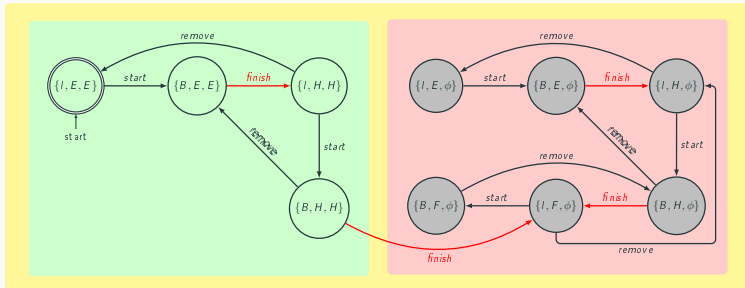 remove
{I, E, E}
start
{B, E, E}
finish
{I, H, H}
start
start
remove
{B, H, H}
finish
remove
{I, E, ϕ}
start
{B, E, ϕ}
finish
{I, H, ϕ}
start
remove
remove
{B, F, ϕ}
start
{I, F, ϕ}
finish
{B, H, ϕ}
remove